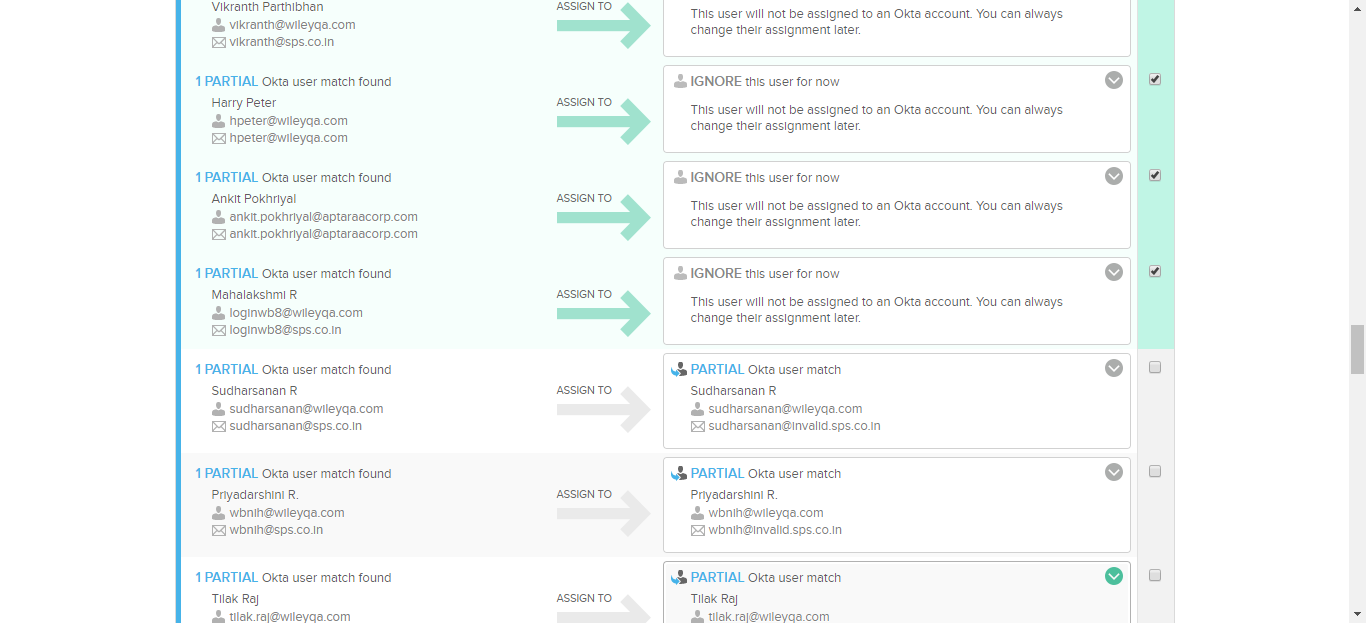 Vikranth Parthibhan
vikranth@wileyqa.com
vikranth@sps.co.in
ASSIGN TO
This user will not be assigned to an Okta account. You can always
change their assignment later.
1 PARTIAL Okta user match found
Harry Peter
hpeter@wileyqa.com
hpeter@wileyqa.com
ASSIGN TO
IGNORE this user for now
This user will not be assigned to an Okta account. You can always
change their assignment later.
1 PARTIAL Okta user match found
Ankit Pokhriyal
ankit.pokhriyal@aptaraacorp.com
ankit.pokhriyal@aptaraacorp.com
ASSIGN TO
IGNORE this user for now
This user will not be assigned to an Okta account. You can always
change their assignment later.
1 PARTIAL Okta user match found
Mahalakshmi R
loginwb8@wileyqa.com
loginwb8@sps.co.in
ASSIGN TO
IGNORE this user for now
This user will not be assigned to an Okta account. You can always
change their assignment later.
1 PARTIAL Okta user match found
Sudharsanan R
sudharsanan@wileyqa.com
sudharsanan@sps.co.in
ASSIGN TO
PARTIAL Okta user match
Sudharsanan R
sudharsanan@wileyqa.com
sudharsanan@invalid.sps.co.in
1 PARTIAL Okta user match found
Priyadarshini R.
wbnih@wileyqa.com
wbnih@sps.co.in
ASSIGN TO
PARTIAL Okta user match
Priyadarshini R.
wbnih@wileyqa.com
wbnih@invalid.sps.co.in
1 PARTIAL Okta user match found
Tilak Raj
tilak.raj@wileyqa.com
ASSIGN TO
PARTIAL Okta user match
Tilak Raj
tilak.raj@wileyqa.com